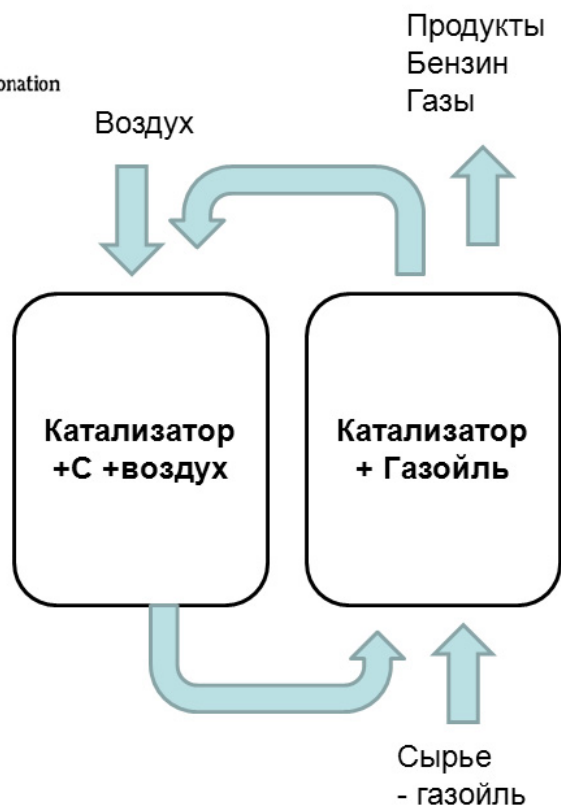 Продукты
Бензин
Газы
Воздух
Катализатор
+С +воздух
Катализатор
+ Газойль
Сырье
- газойль